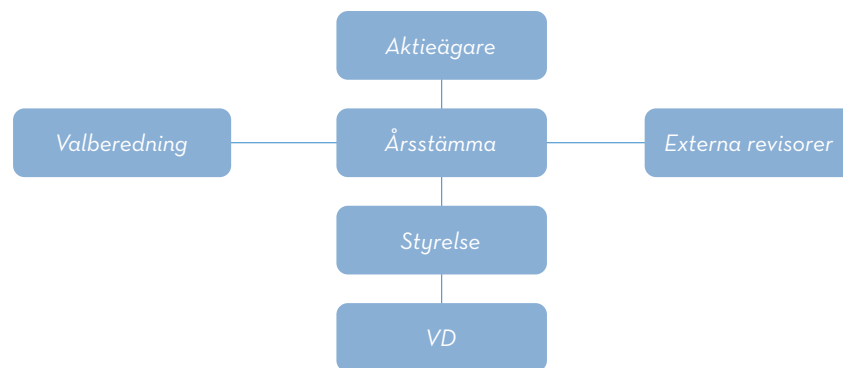 Aktieägare
Valberedning
Årsstämma
Externa revisorer
Styrelse
VD